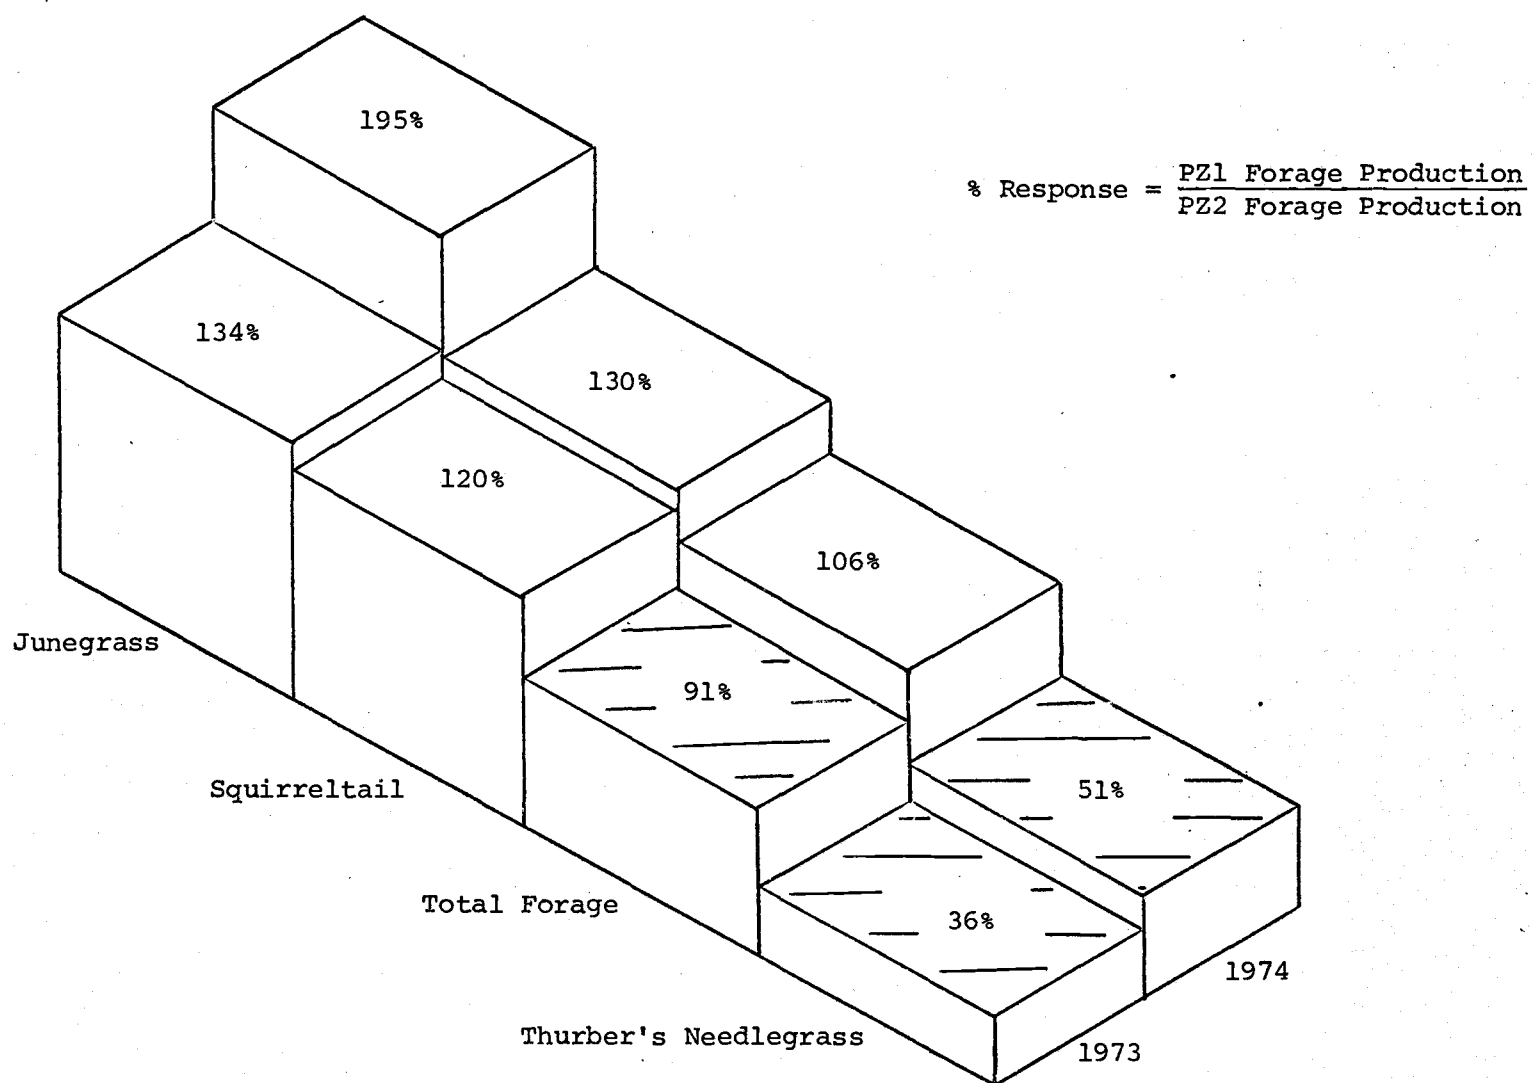 195%
% Response = PZ1 Forage Production
PZ2 Forage Production
134%
130%
120%
106%
Junegrass
91%
Squirreltail
51%
Total Forage
36%
1974
Thurber's Needlegrass
1973